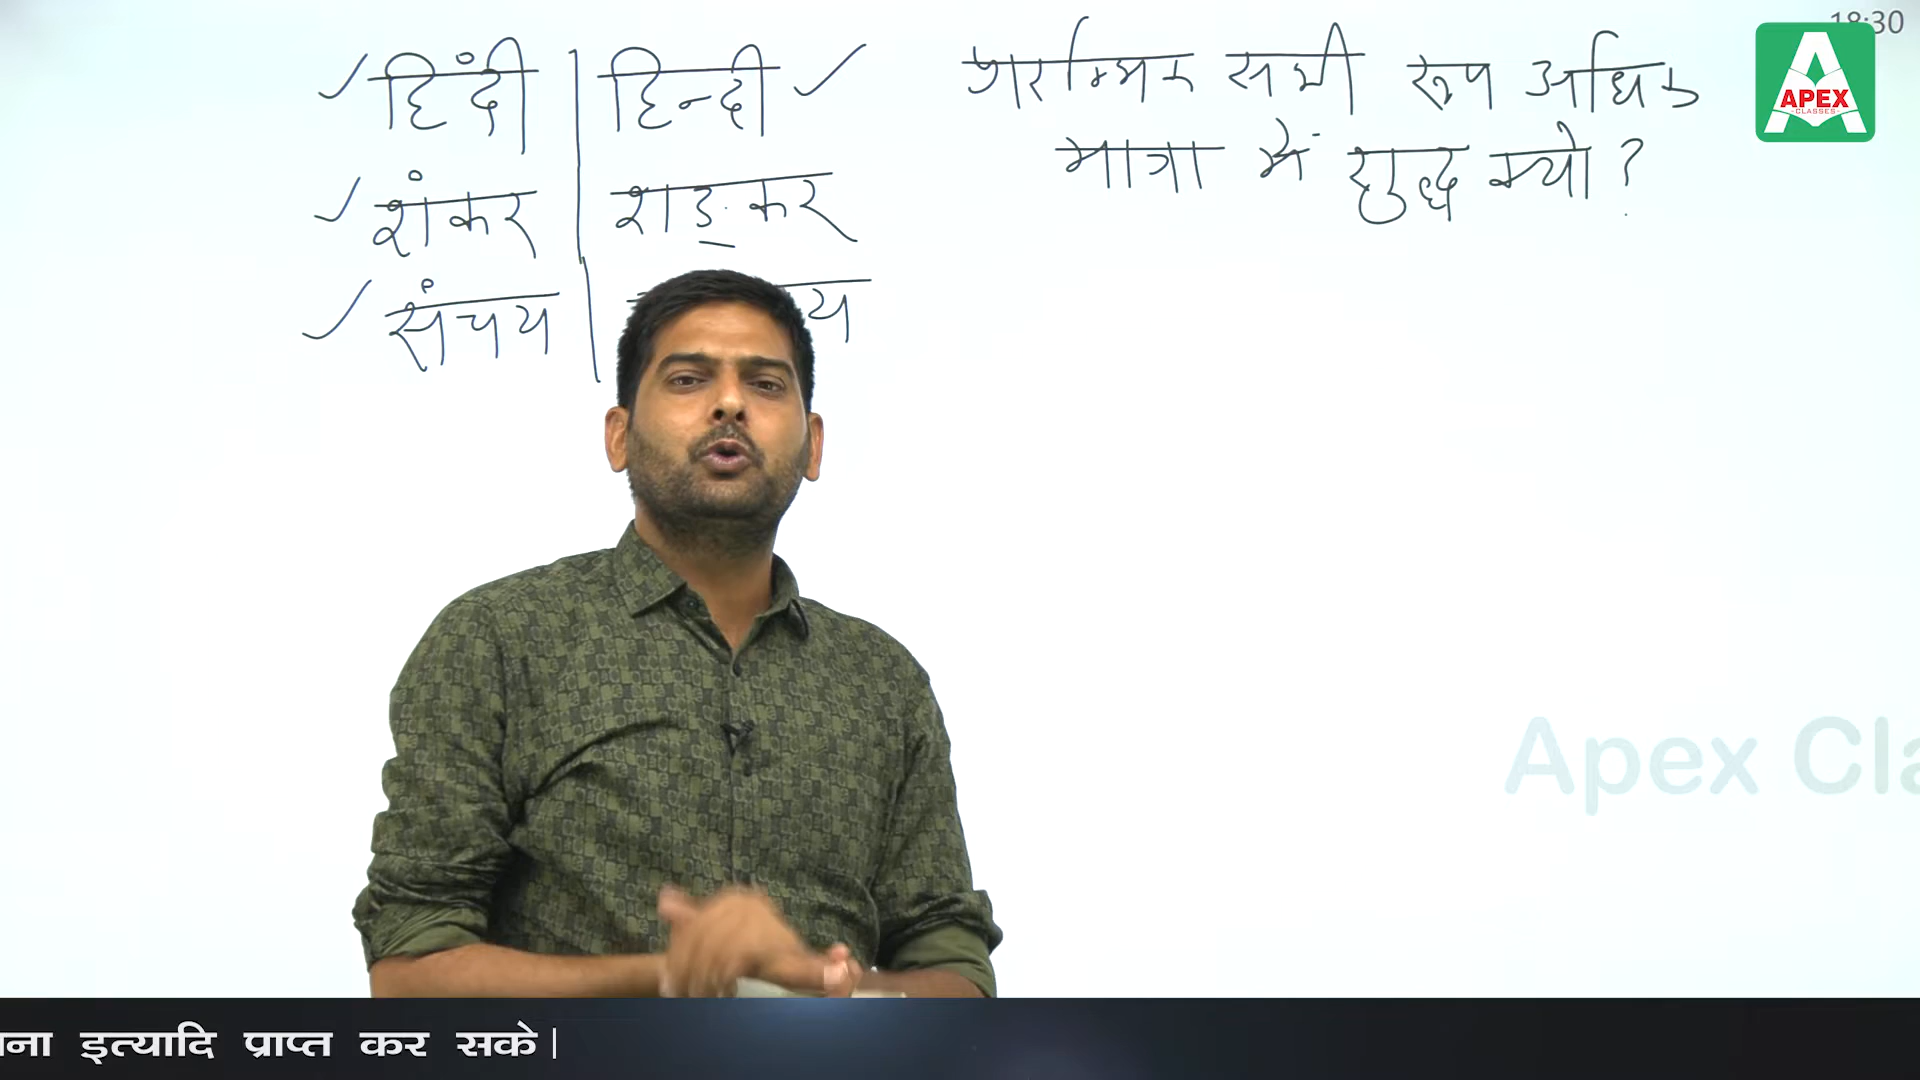 18:30
APEX
CLASSES
हिंदी | हिन्दी
शंकर | शङ्कर
संचय | य
प्रारम्भिक सभी रूप अधिक
मात्रा में शुद्ध क्यों ?
Apex Cla
ना इत्यादि प्राप्त कर सके|